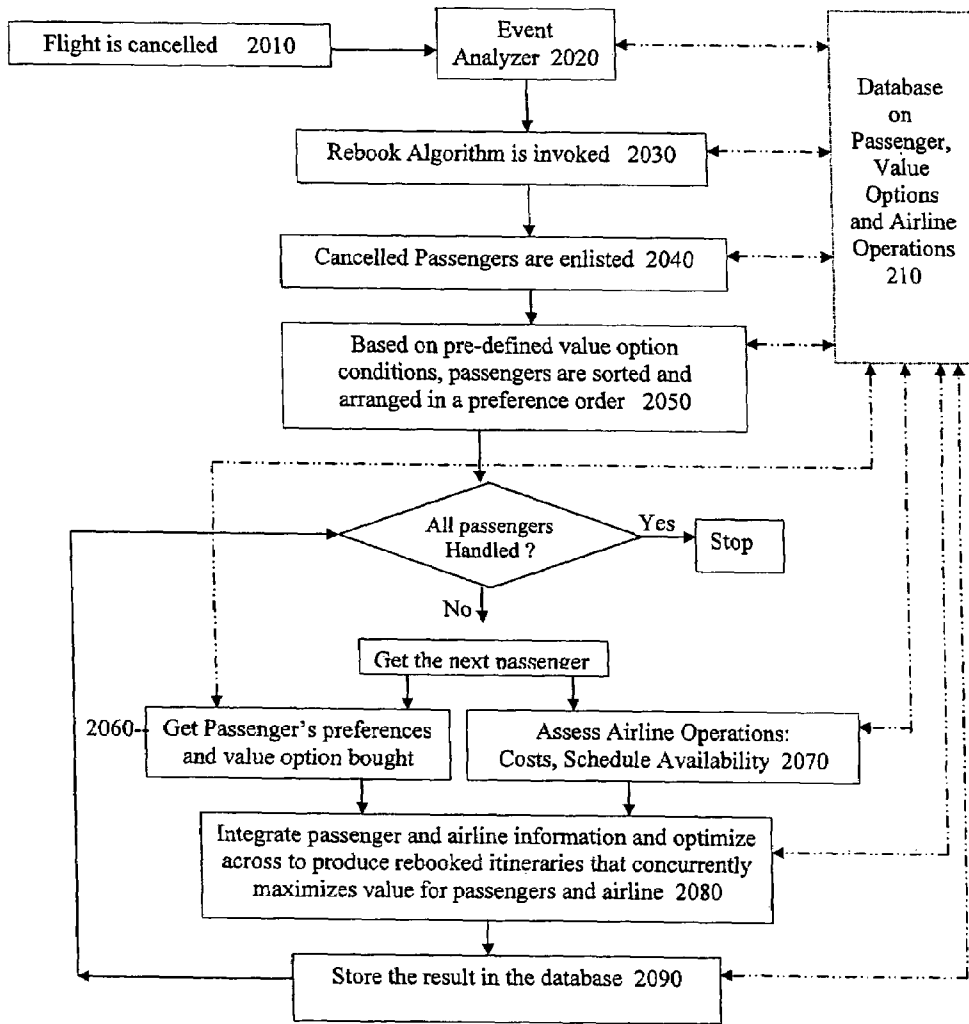 Flight is cancelled 2010
Event
Analyzer 2020
Database
on
Passenger,
Value
Options
and Airline
Operations
210
Rebook Algorithm is invoked 2030
Cancelled Passengers are enlisted 2040
Based on pre-defined value option
conditions, passengers are sorted and
arranged in a preference order 2050
All passengers
Handled ?
Yes
Stop
No
Get the next passenger
2060
Get Passenger's preferences
and value option bought
Assess Airline Operations:
Costs, Schedule Availability 2070
Integrate passenger and airline information and optimize
across to produce rebooked itineraries that concurrently
maximizes value for passengers and airline 2080
Store the result in the database 2090